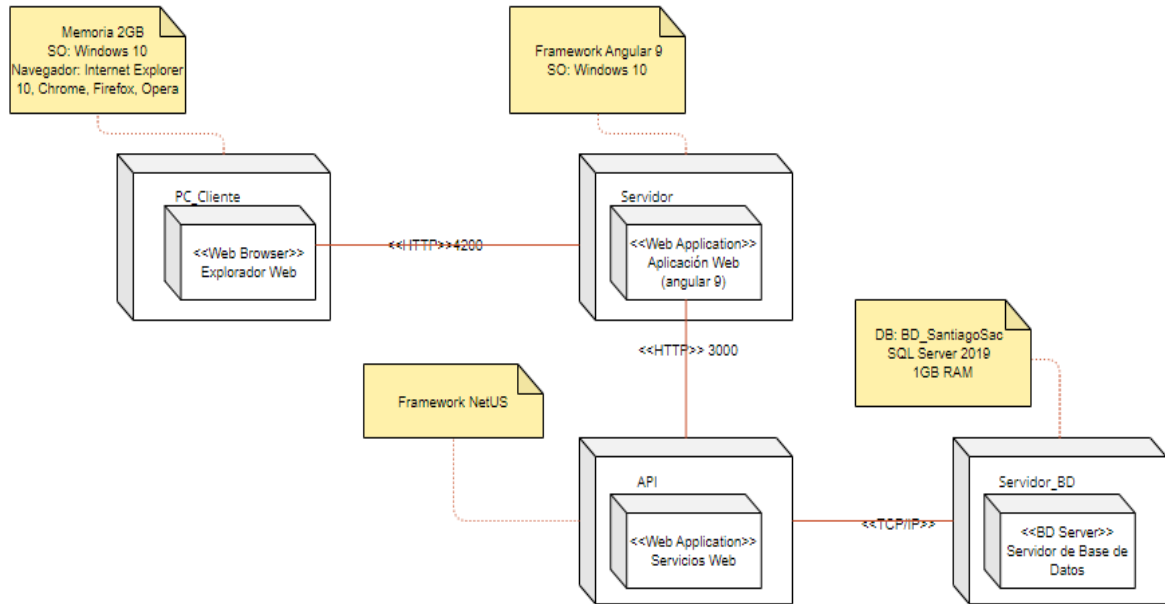 Memoria 2GB
SO: Windows 10
Navegador: Internet Explorer
10, Chrome, Firefox, Opera
Framework Angular 9
SO: Windows 10
PC_Cliente
<<Web Browser>>
Explorador Web
<<HTTP>>4200
Servidor
<<Web Application>>
Aplicación Web
(angular 9)
<<HTTP>> 3000
DB: BD_SantiagoSac
SQL Server 2019
1GB RAM
Framework NetUS
API
<<Web Application>>
Servicios Web
<<TCP/IP>>
Servidor_BD
<<BD Server>>
Servidor de Base de
Datos